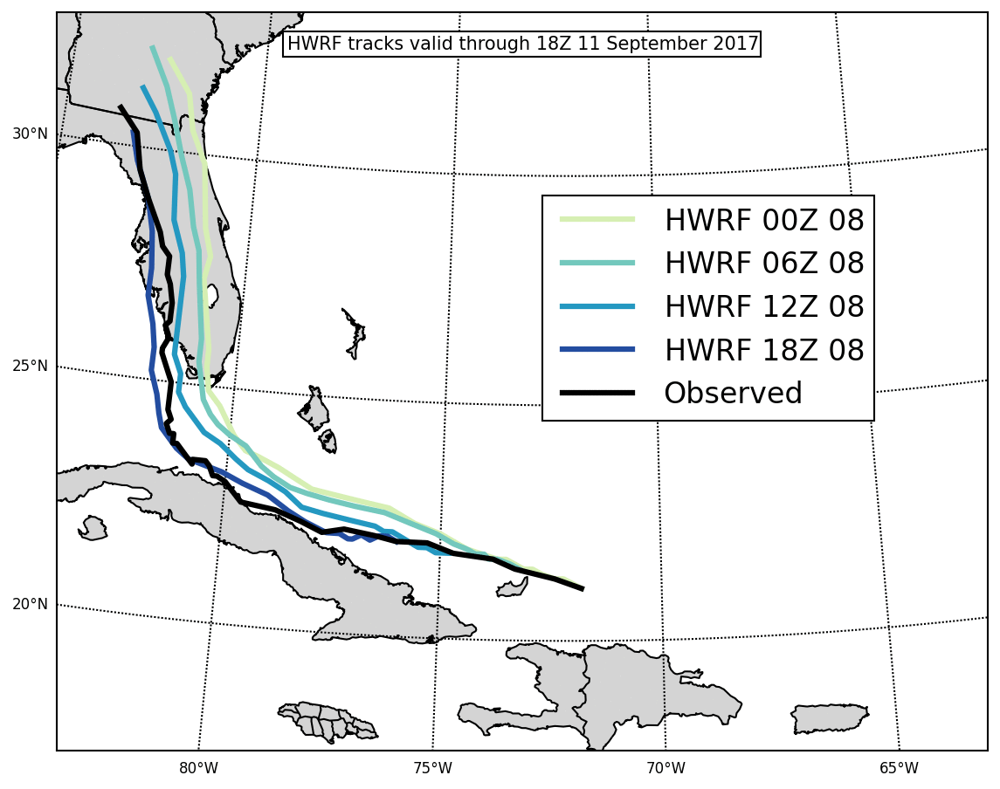 HWRF tracks valid through 18Z 11 September 2017
30°N
HWRF 00Z 08
HWRF 06Z 08
HWRF 12Z 08
HWRF 18Z 08
Observed
25°N
20°N
80°W
75°W
70°W
65°W